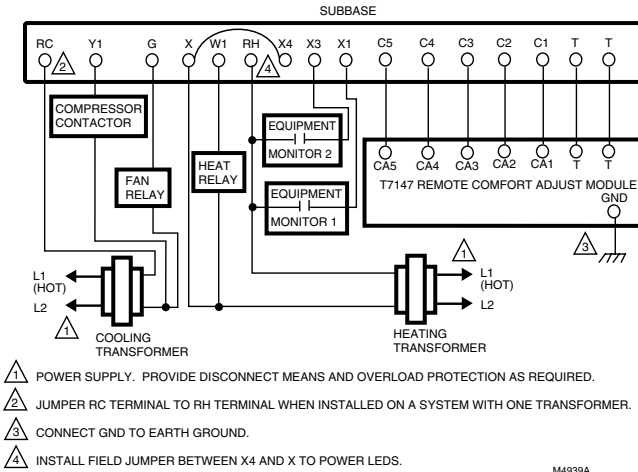 SUBBASE
RC Y1 G X W1 RH X4 X3 X1 C5 C4 C3 C2 C1 T T
2
4
COMPRESSOR
CONTACTOR
EQUIPMENT
MONITOR 2
FAN
RELAY
HEAT
RELAY
EQUIPMENT
MONITOR 1
CA5 CA4 CA3 CA2 CA1 T T
T7147 REMOTE COMFORT ADJUST MODULE
GND
3
L1
(HOT)
L2
1
COOLING
TRANSFORMER
1
L1
(HOT)
L2
HEATING
TRANSFORMER
1 POWER SUPPLY. PROVIDE DISCONNECT MEANS AND OVERLOAD PROTECTION AS REQUIRED.
2 JUMPER RC TERMINAL TO RH TERMINAL WHEN INSTALLED ON A SYSTEM WITH ONE TRANSFORMER.
3 CONNECT GND TO EARTH GROUND.
4 INSTALL FIELD JUMPER BETWEEN X4 AND X TO POWER LEDS.
M4939A